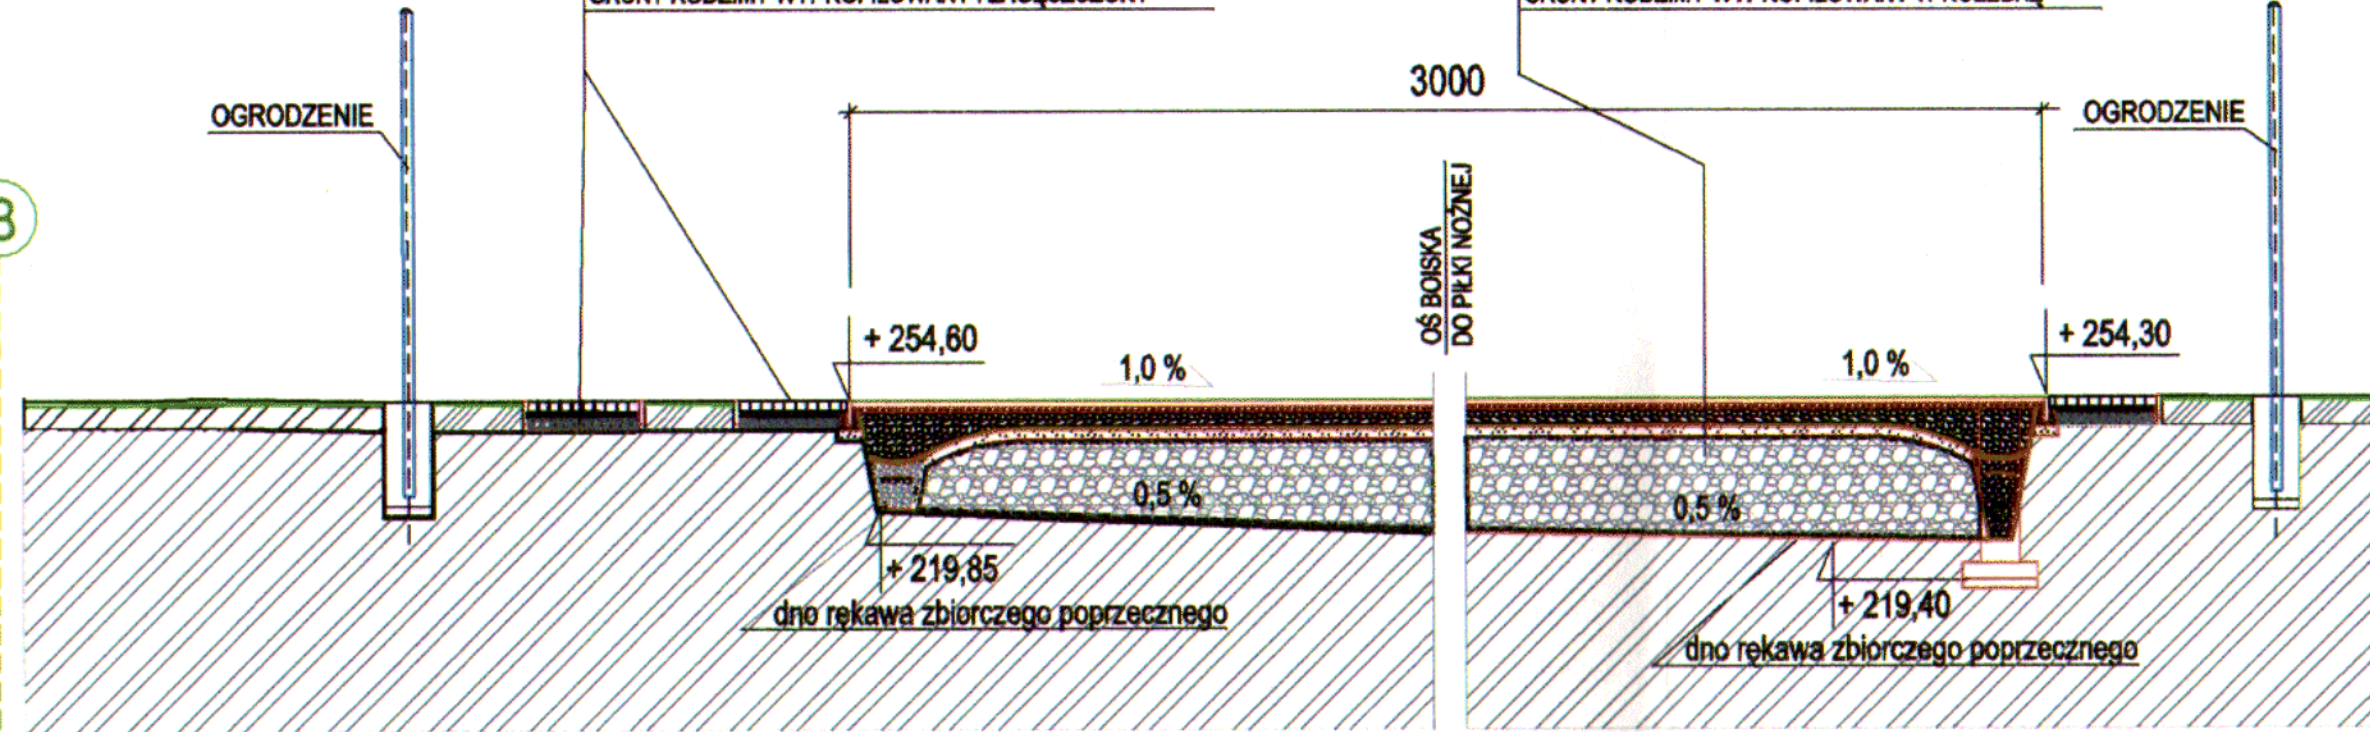 3000
OGRODZENIE
OGRODZENIE
OŚ BOISKA
DO PIŁKI NOŻNEJ
+ 254,60
+ 254,30
1,0 %
1,0 %
0,5 %
0,5 %
+ 219,85
dno rękawa zbiorczego poprzecznego
+ 219,40
dno rękawa zbiorczego poprzecznego